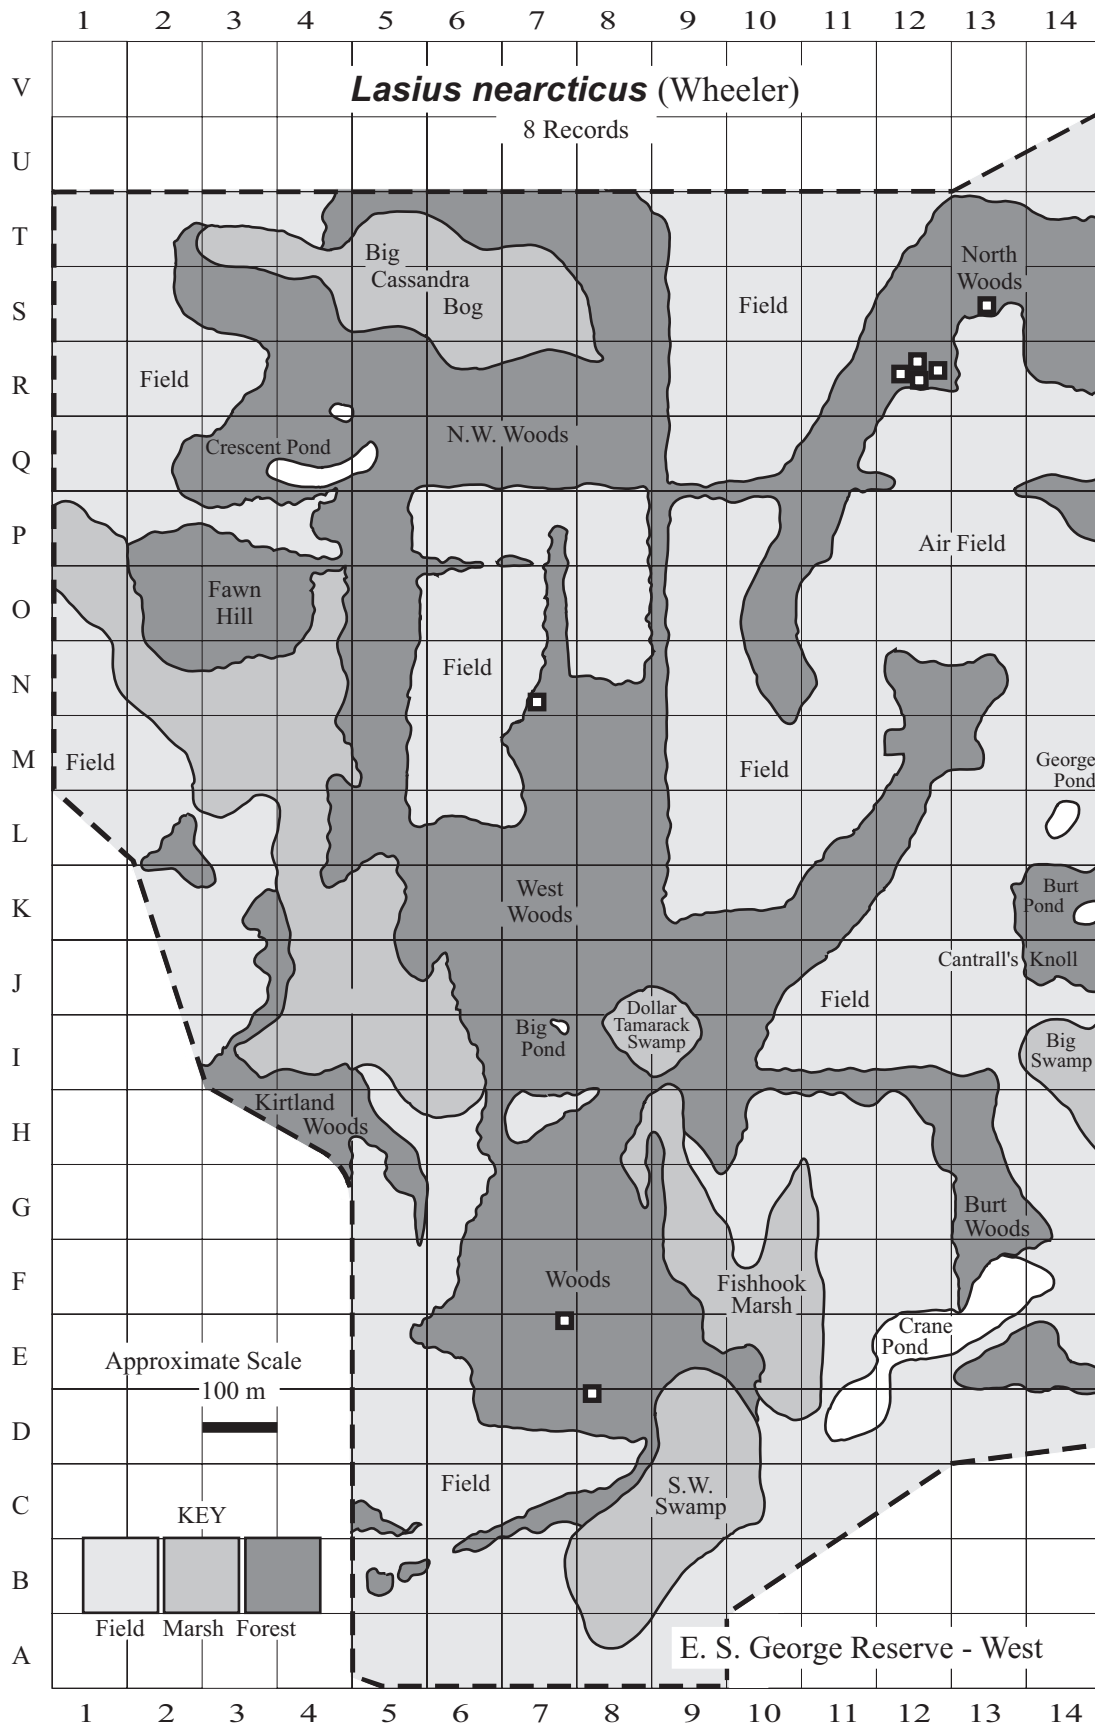 1 2 3 4 5 6 7 8 9 10 11 12 13 14
V
Lasius nearcticus (Wheeler)
8 Records
U
T
Big
Cassandra
Bog
North
Woods
S
Field
R
Field
N.W. Woods
Crescent Pond
Q
P
Air Field
O
Fawn
Hill
N
Field
M
Field
Field
George
Pond
L
K
West
Woods
Burt
Pond
J
Cantrall's Knoll
Field
Dollar
Tamarack
Swamp
Big
Pond
I
Big
Swamp
Kirtland
Woods
H
G
Burt
Woods
F
Woods
Fishhook
Marsh
E
Crane
Pond
Approximate Scale
100 m
D
Field
S.W.
Swamp
C
KEY
B
Field Marsh Forest
A
E. S. George Reserve - West
1 2 3 4 5 6 7 8 9 10 11 12 13 14